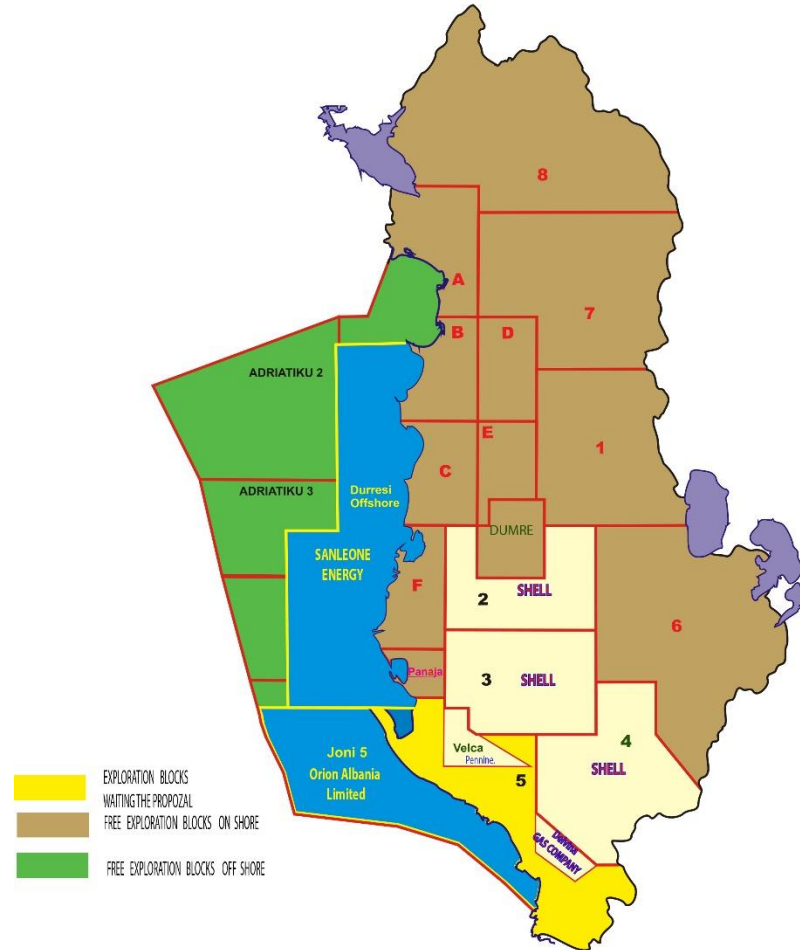 8
A
7
B
D
ADRIATIKU 2
E
1
C
ADRIATIKU 3
Durresi
Offshore
DUMRE
SANLEONE
ENERGY
F
2
SHELL
6
Panaja
3
SHELL
4
Velca
Pennine.
SHELL
Joni 5
Orion Albania
Limited
5
Delvina
GAS COMPANY
EXPLORATION BLOCKS
WAITING THE PROPOZAL
FREE EXPLORATION BLOCKS ON SHORE
FREE EXPLORATION BLOCKS OFF SHORE